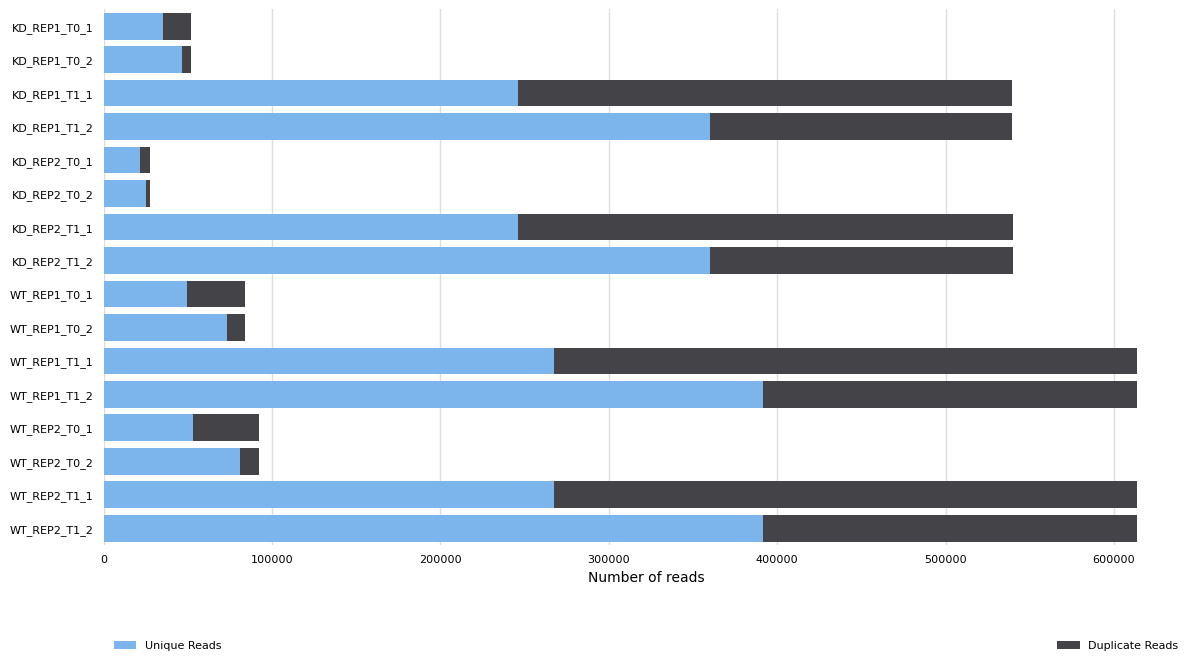 KD_REP1_T0_1
KD_REP1_T0_2
KD_REP1_T1_1
KD_REP1_T1_2
KD_REP2_T0_1
KD_REP2_T0_2
KD_REP2_T1_1
KD_REP2_T1_2
WT_REP1_T0_1
WT_REP1_T0_2
WT_REP1_T1_1
WT_REP1_T1_2
WT_REP2_T0_1
WT_REP2_T0_2
WT_REP2_T1_1
WT_REP2_T1_2
0 100000 200000 300000 400000 500000 600000
Number of reads
Unique Reads Duplicate Reads